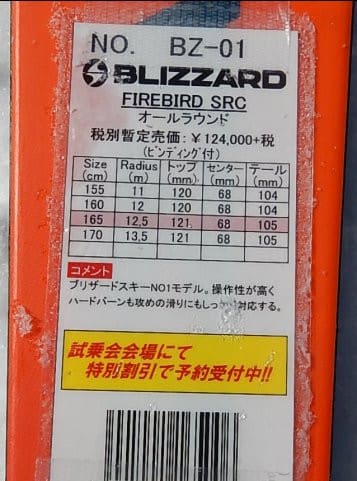 NO. BZ-01
BLIZZARD
FIREBIRD SRC
オールラウンド
税別暫定売価：￥124,000+税
(ビンディング付)
Size (cm) Radius (m) トップ (mm) センター (mm) テール (mm)
155 11 120 68 104
160 12 120 68 104
165 12.5 121 68 105
170 13.5 121 68 105
コメント
ブリザードスキーNO1モデル。操作性が高く
ハードバーンも攻めの滑りにもしっかり対応する。
試乗会会場にて
特別割引で予約受付中!!